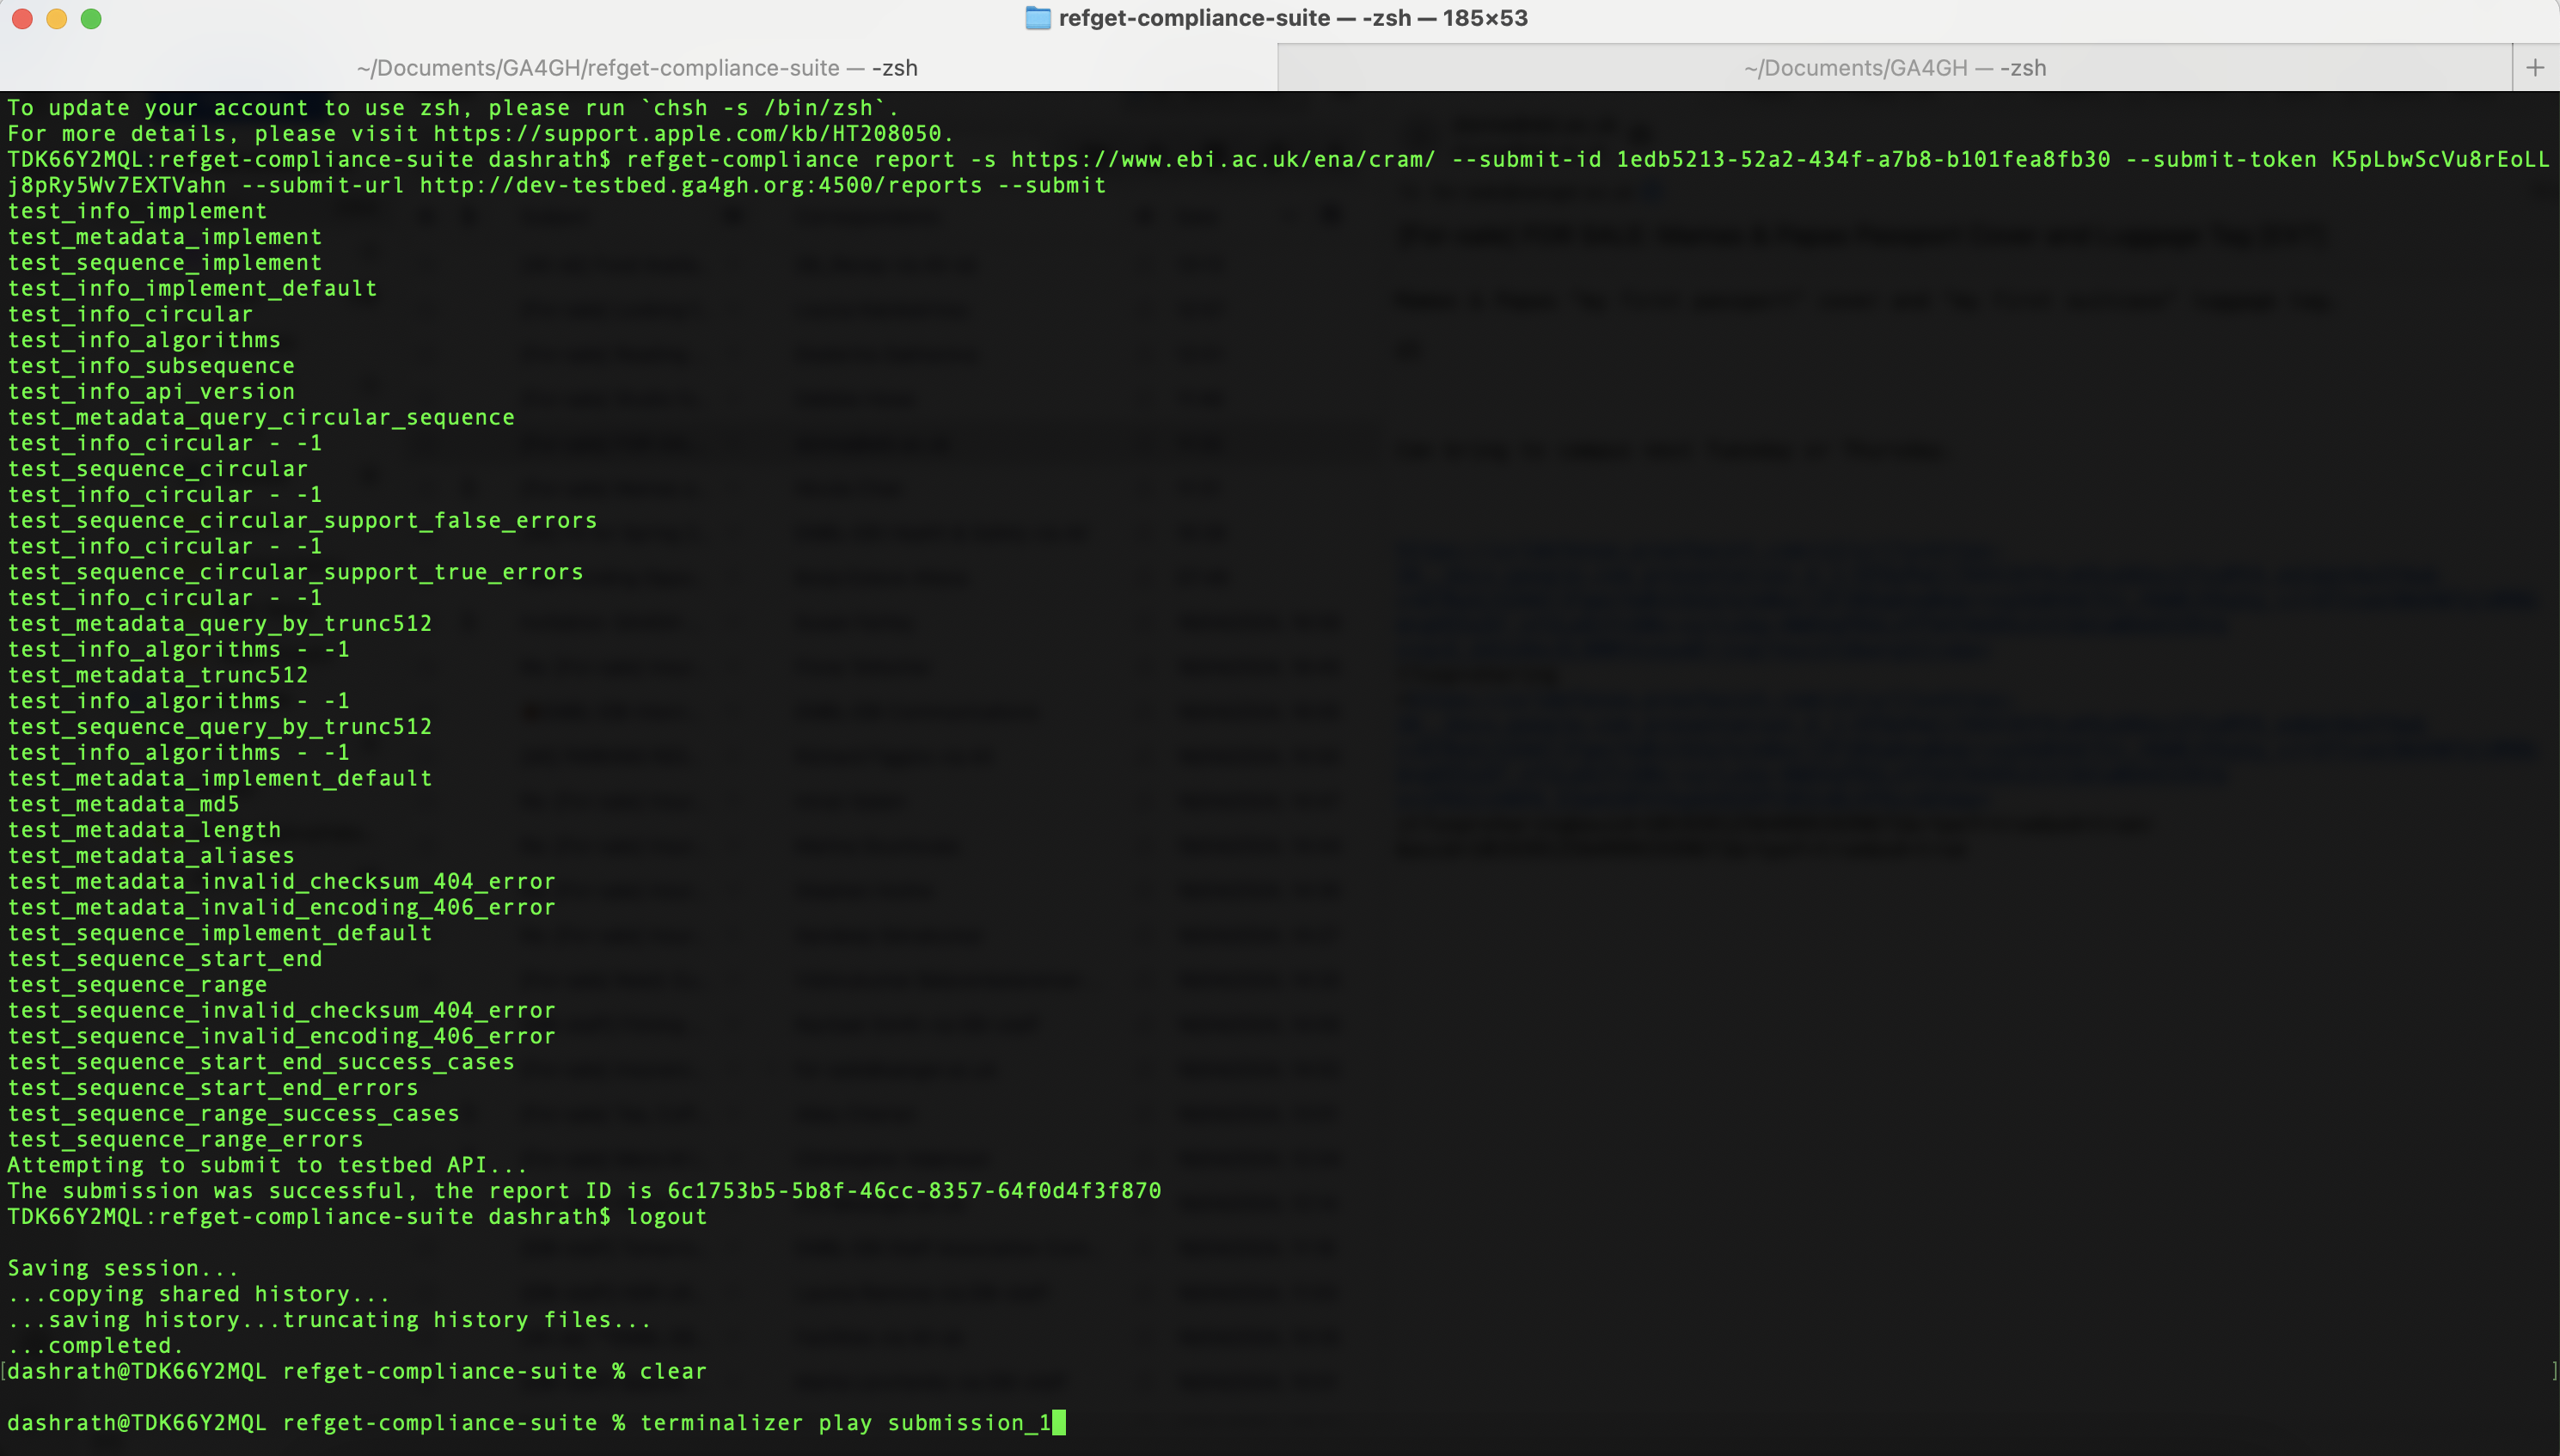 refget-compliance-suite — -zsh — 185×53
~/Documents/GA4GH/refget-compliance-suite — -zsh
~/Documents/GA4GH — -zsh
+
To update your account to use zsh, please run `chsh -s /bin/zsh`.
For more details, please visit https://support.apple.com/kb/HT208050.
TDK66Y2MQL:refget-compliance-suite dashrath$ refget-compliance report -s https://www.ebi.ac.uk/ena/cram/ --submit-id 1edb5213-52a2-434f-a7b8-b101fea8fb30 --submit-token K5pLbwScVu8rEoLL
j8pRy5Wv7EXTVahn --submit-url http://dev-testbed.ga4gh.org:4500/reports --submit
test_info_implement
test_metadata_implement
test_sequence_implement
test_info_implement_default
test_info_circular
test_info_algorithms
test_info_subsequence
test_info_api_version
test_metadata_query_circular_sequence
test_info_circular - -1
test_sequence_circular
test_info_circular - -1
test_sequence_circular_support_false_errors
test_info_circular - -1
test_sequence_circular_support_true_errors
test_info_circular - -1
test_metadata_query_by_trunc512
test_info_algorithms - -1
test_metadata_trunc512
test_info_algorithms - -1
test_sequence_query_by_trunc512
test_info_algorithms - -1
test_metadata_implement_default
test_metadata_md5
test_metadata_length
test_metadata_aliases
test_metadata_invalid_checksum_404_error
test_metadata_invalid_encoding_406_error
test_sequence_implement_default
test_sequence_start_end
test_sequence_range
test_sequence_invalid_checksum_404_error
test_sequence_invalid_encoding_406_error
test_sequence_start_end_success_cases
test_sequence_start_end_errors
test_sequence_range_success_cases
test_sequence_range_errors
Attempting to submit to testbed API...
The submission was successful, the report ID is 6c1753b5-5b8f-46cc-8357-64f0d4f3f870
TDK66Y2MQL:refget-compliance-suite dashrath$ logout
Saving session...
...copying shared history...
...saving history...truncating history files...
...completed.
[dashrath@TDK66Y2MQL refget-compliance-suite % clear ]
dashrath@TDK66Y2MQL refget-compliance-suite % terminalizer play submission_1